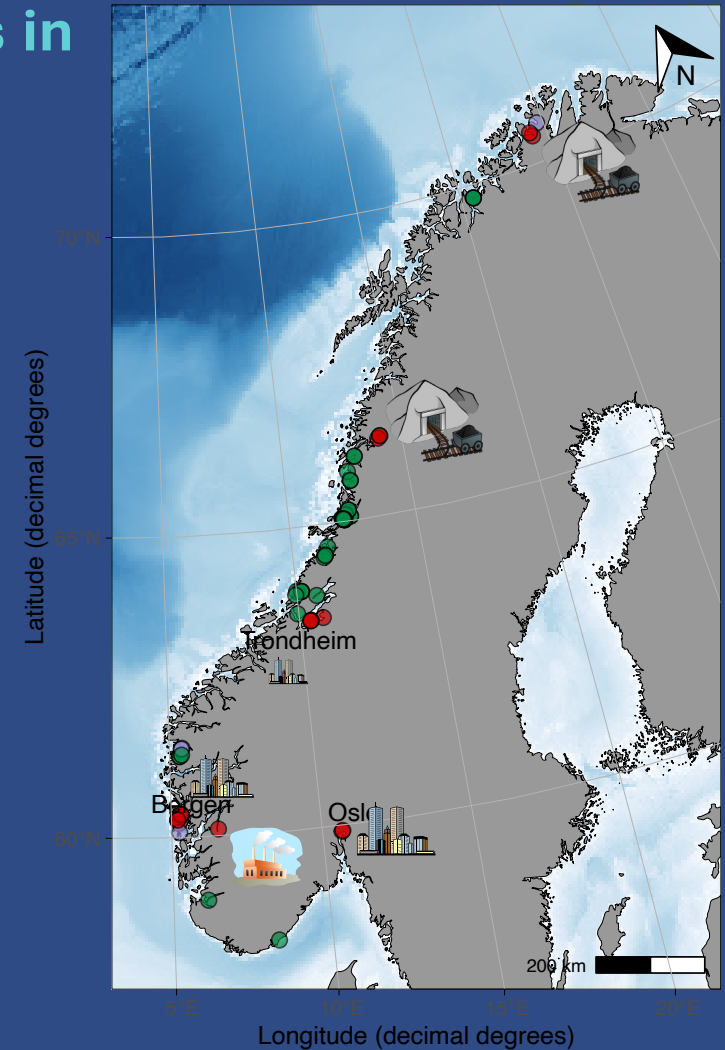 s in
N
70°N
65°N
Trondheim
Bergen
Oslo
60°N
200 km
5°E
10°E
15°E
20°E
Longitude (decimal degrees)
Latitude (decimal degrees)